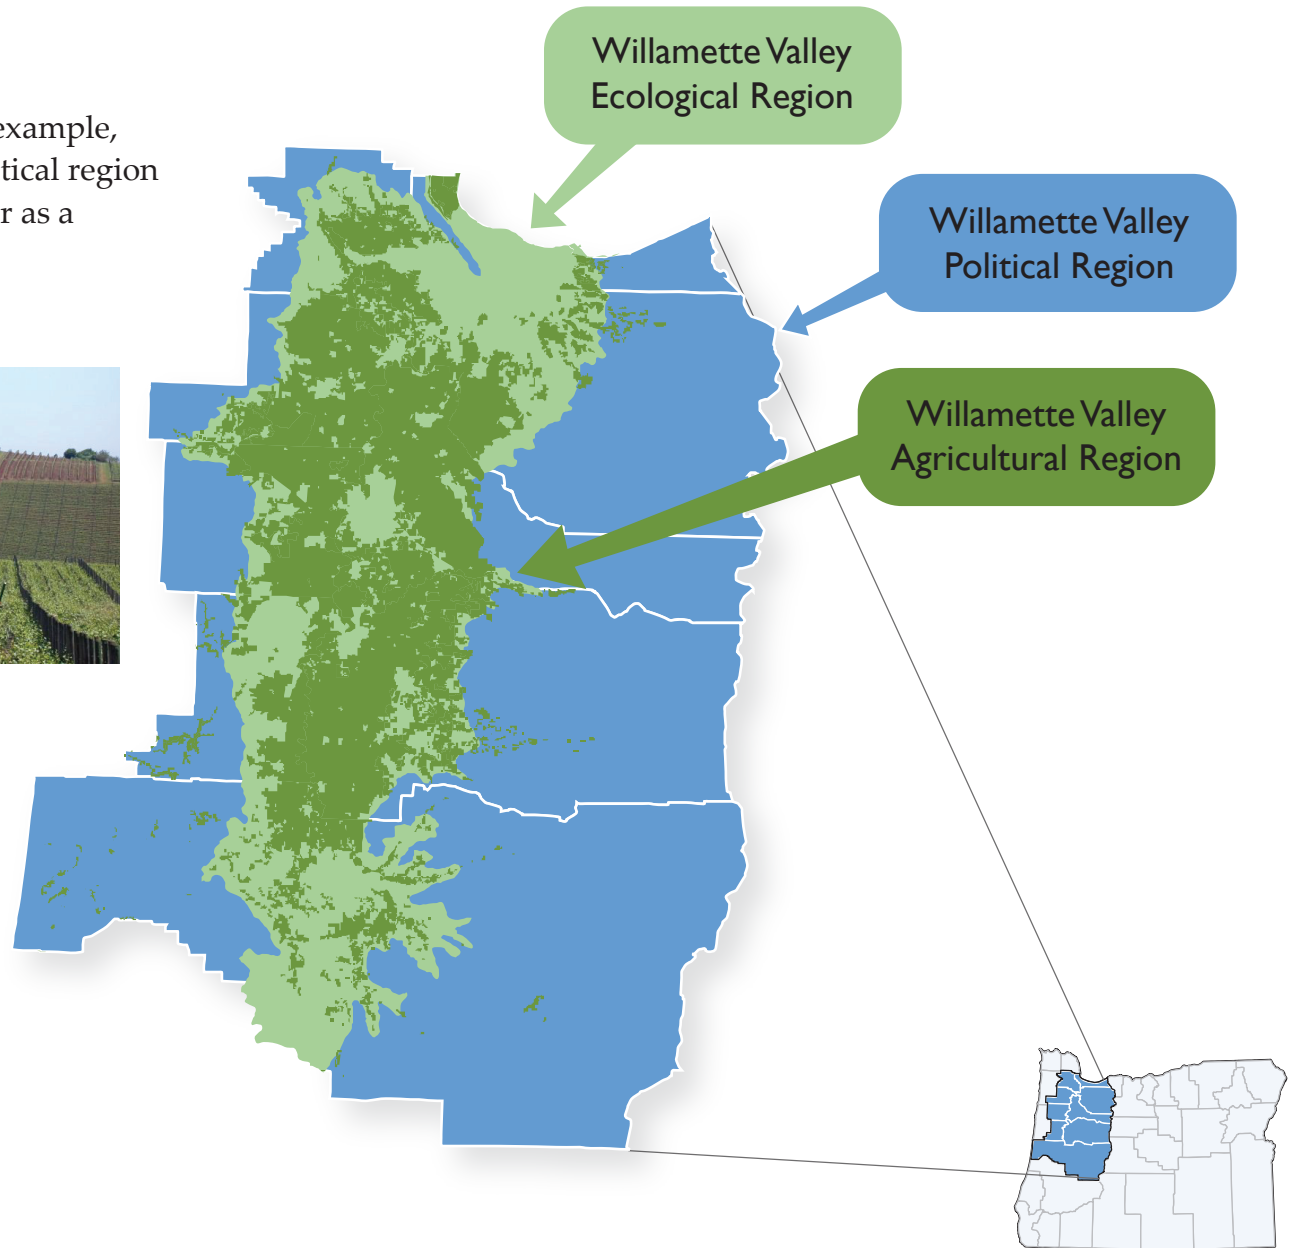 Willamette Valley
Ecological Region
example,
tical region
r as a
Willamette Valley
Political Region
Willamette Valley
Agricultural Region